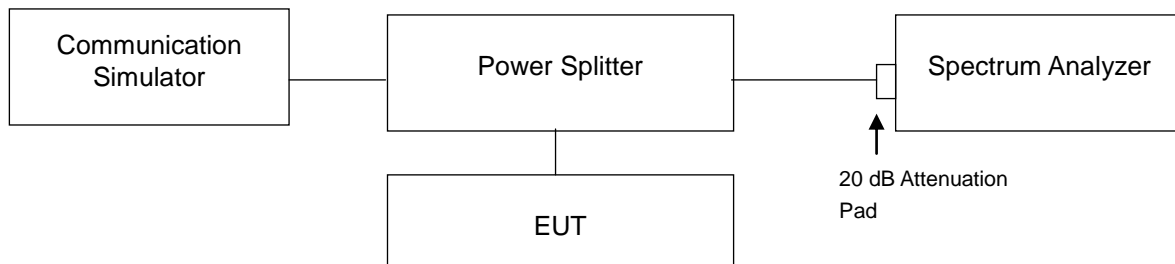 Communication
Simulator
Power Splitter
Spectrum Analyzer
20 dB Attenuation
Pad
EUT